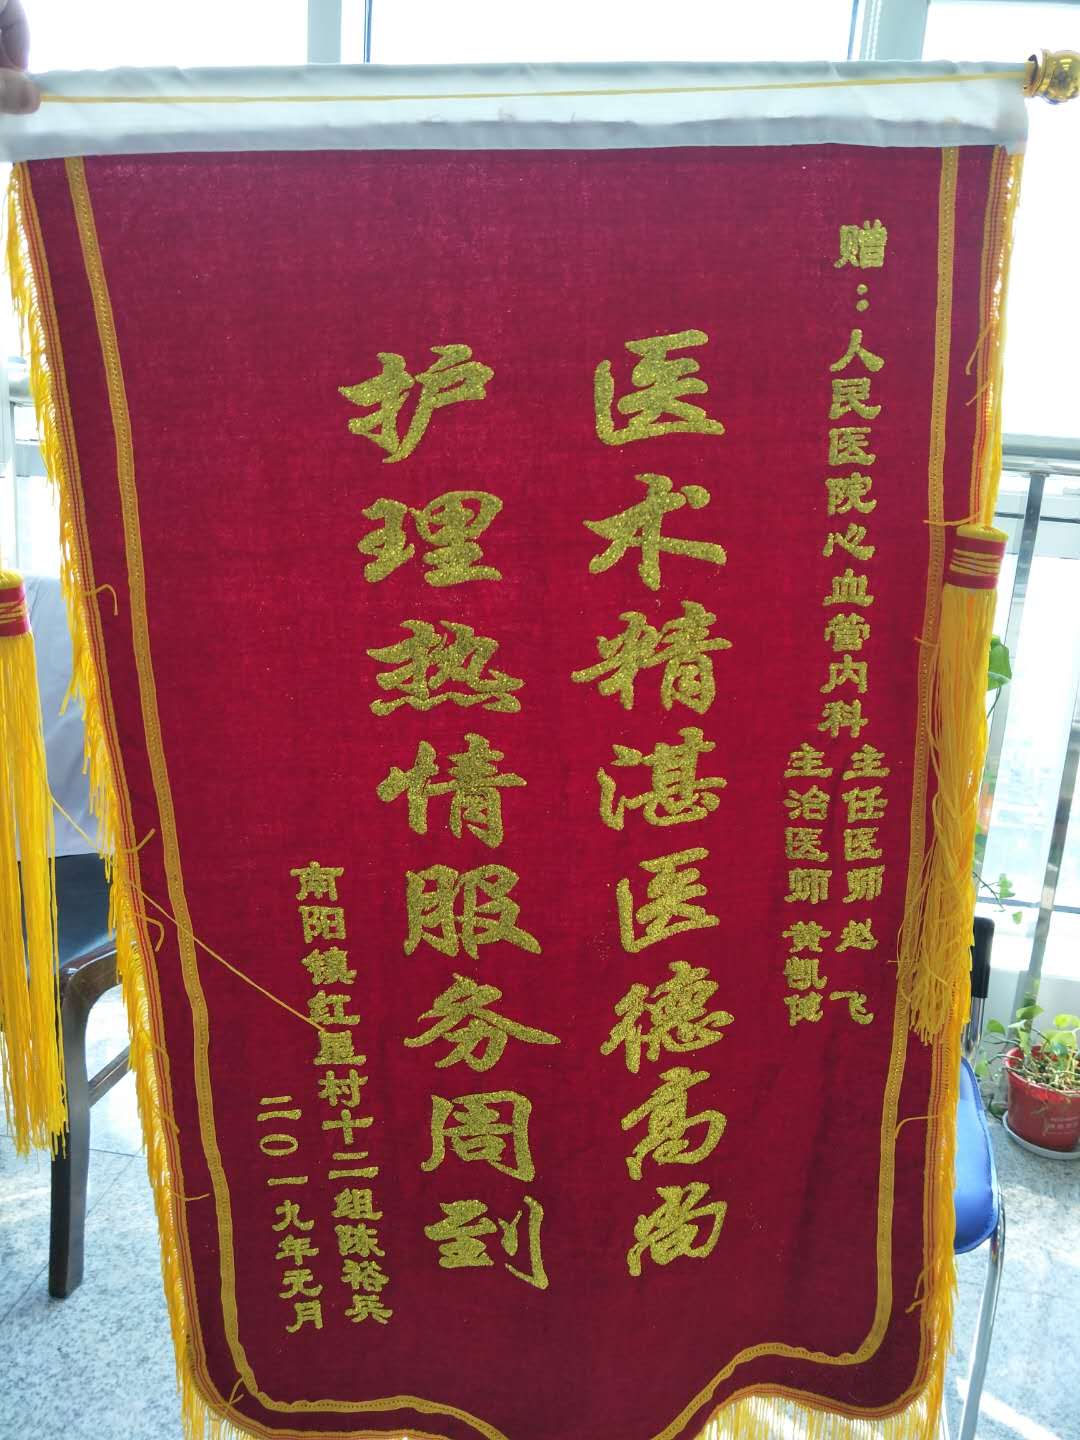 赠：人民医院心血管内科
主任医师 赵飞
主治医师 黄凯健
医术精湛医德高尚
护理热情服务周到
南阳镇红星村十二组陈裕兵
二〇一九年元月